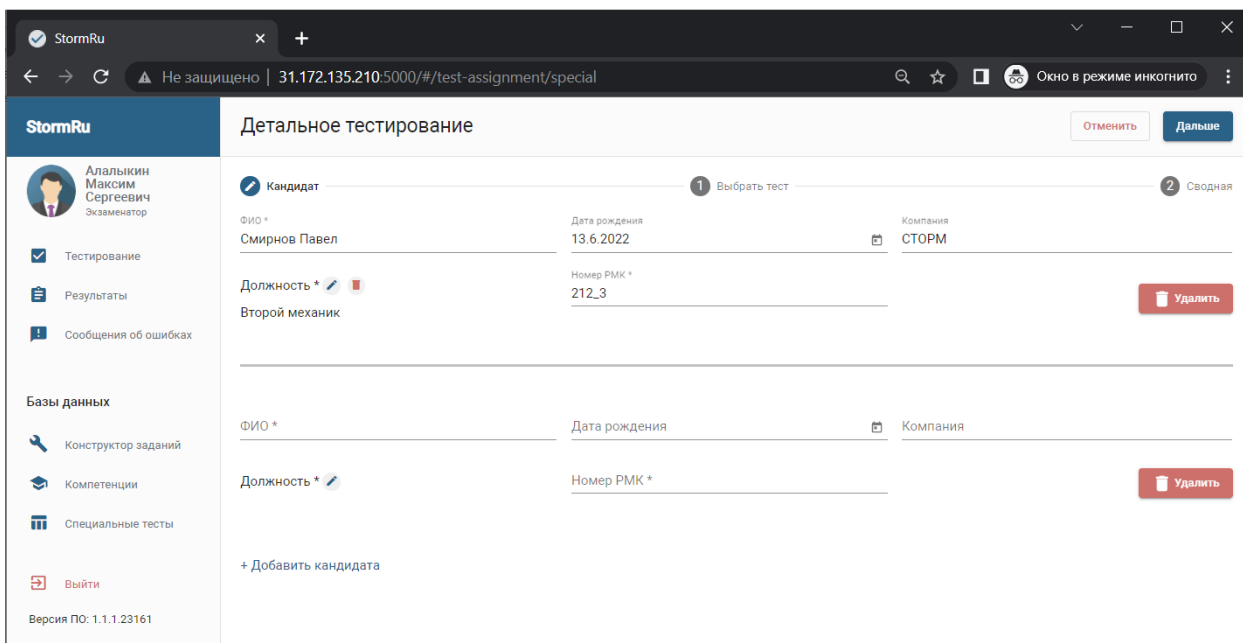 StormRu
Не защищено | 31.172.135.210:5000/#/test-assignment/special
Окно в режиме инкогнито
StormRu
Детальное тестирование
Отменить
Дальше
Алалыкин
Максим
Сергеевич
Экзаменатор
Кандидат
1 Выбрать тест
2 Сводная
ФИО *
Дата рождения
Компания
Смирнов Павел
13.6.2022
СТОРМ
Тестирование
Результаты
Сообщения об ошибках
Должность *
Номер РМК *
212_3
Второй механик
Удалить
Базы данных
Конструктор заданий
Компетенции
Специальные тесты
ФИО *
Дата рождения
Компания
Должность *
Номер РМК *
Удалить
+ Добавить кандидата
Выйти
Версия ПО: 1.1.1.23161